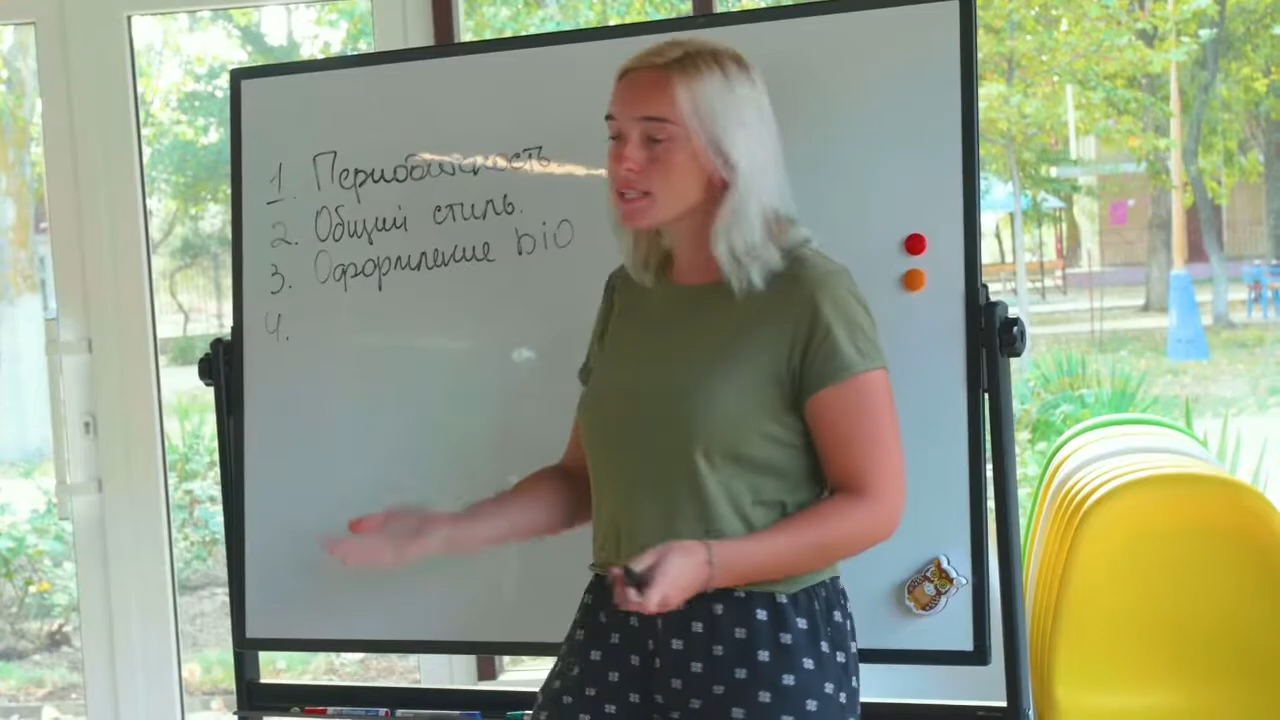 1. Периодичность
2. Общий стиль.
3. Оформление bio
4.